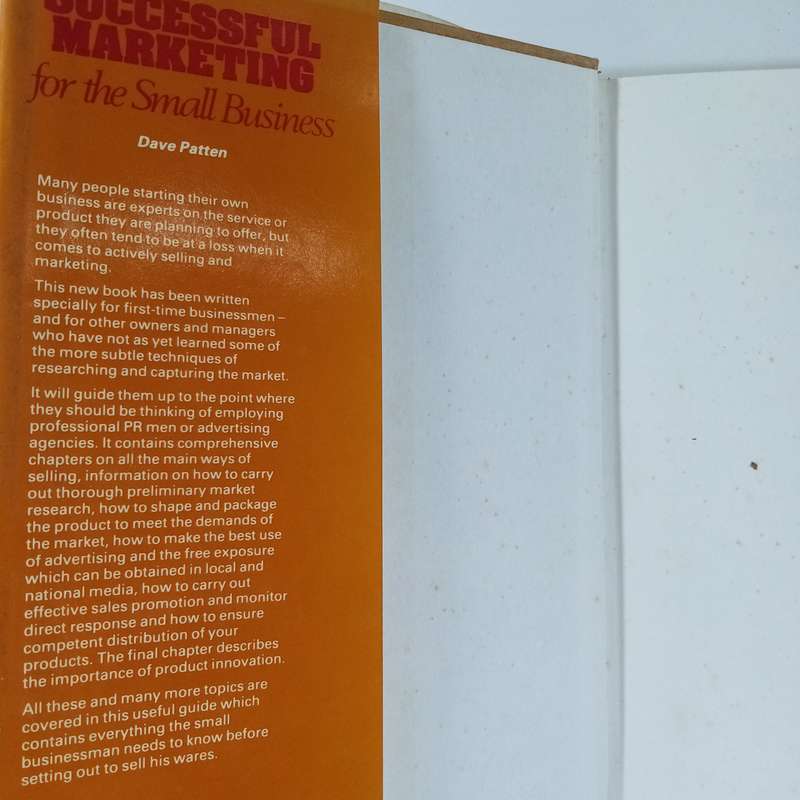 SUCCESSFUL
MARKETING
for the Small Business
Dave Patten
Many people starting their own
business are experts on the service or
product they are planning to offer, but
they often tend to be at a loss when it
comes to actively selling and
marketing.
This new book has been written
specially for first-time businessmen –
and for other owners and managers
who have not as yet learned some of
the more subtle techniques of
researching and capturing the market.
It will guide them up to the point where
they should be thinking of employing
professional PR men or advertising
agencies. It contains comprehensive
chapters on all the main ways of
selling, information on how to carry
out thorough preliminary market
research, how to shape and package
the product to meet the demands of
the market, how to make the best use
of advertising and the free exposure
which can be obtained in local and
national media, how to carry out
effective sales promotion and monitor
direct response and how to ensure
competent distribution of your
products. The final chapter describes
the importance of product innovation.
All these and many more topics are
covered in this useful guide which
contains everything the small
businessman needs to know before
setting out to sell his wares.